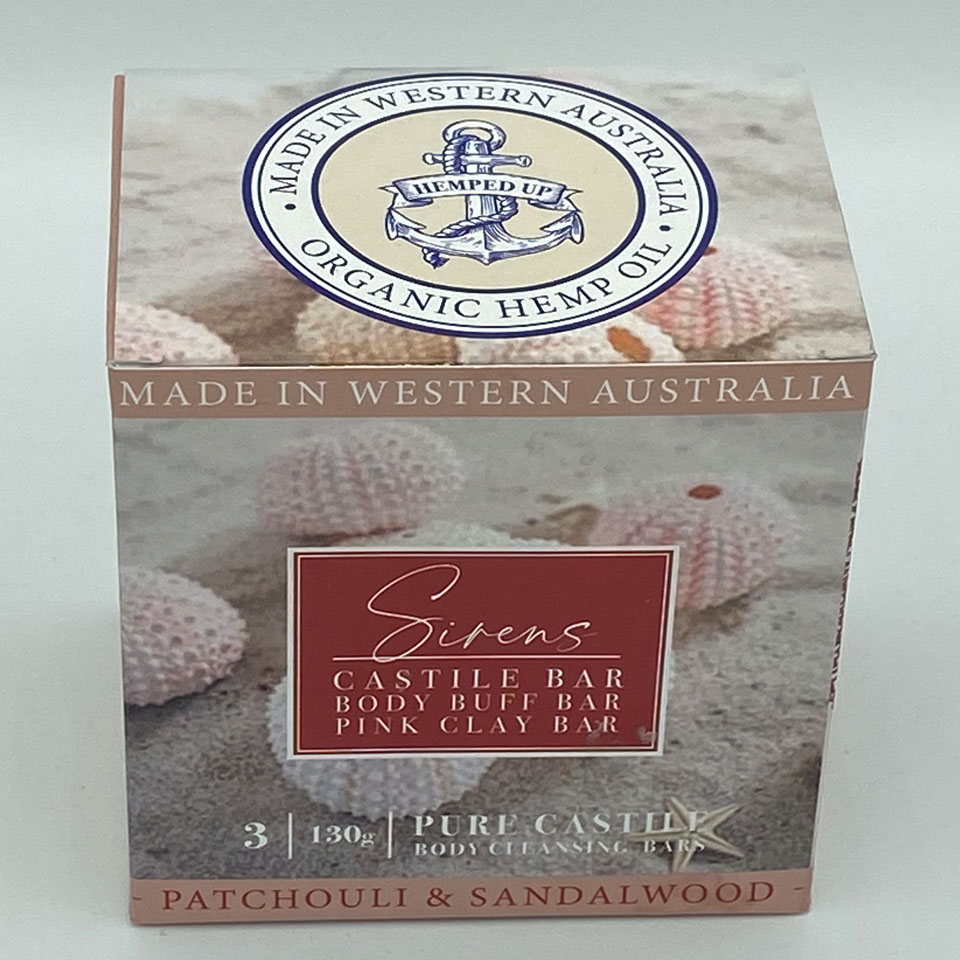 • MADE IN WESTERN AUSTRALIA •
HEMPED UP
ORGANIC HEMP OIL
MADE IN WESTERN AUSTRALIA
Sirens
CASTILE BAR
BODY BUFF BAR
PINK CLAY BAR
3 | 130g | PURE CASTILE
BODY CLEANSING BARS
- PATCHOULI & SANDALWOOD -